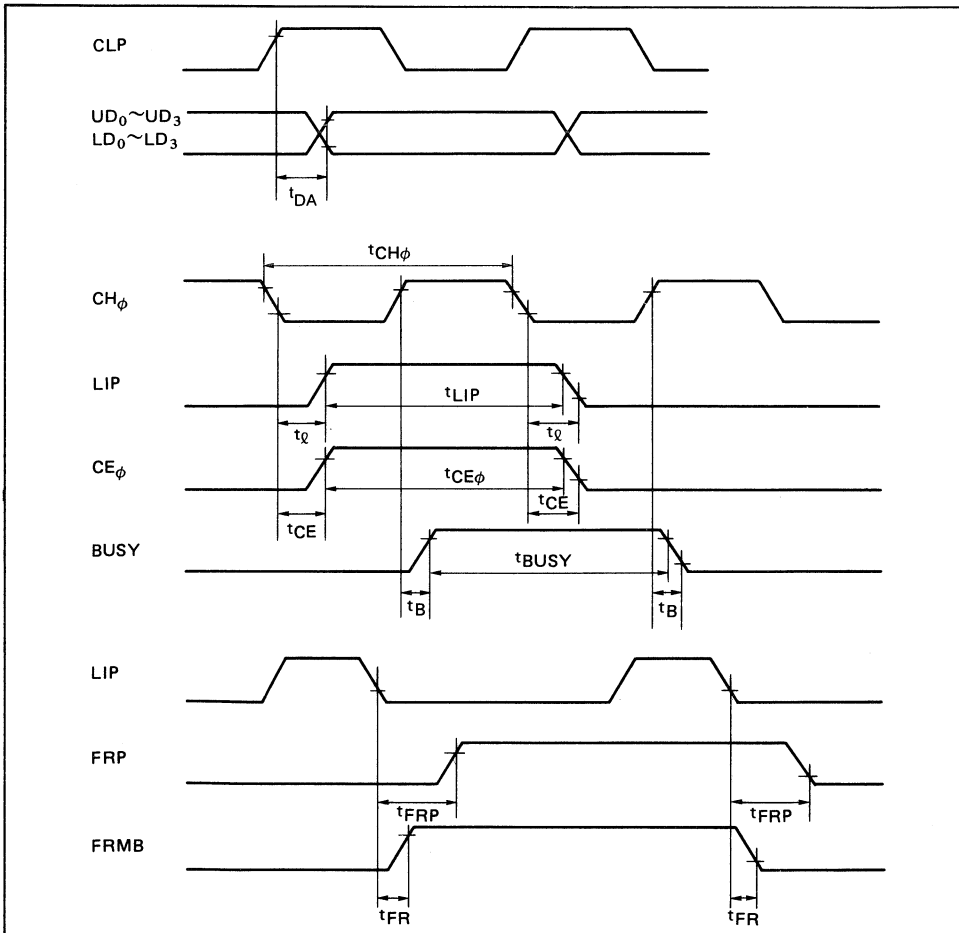 CLP
UD₀~UD₃
LD₀~LD₃
tDA
tCHϕ
CHϕ
LIP
tLIP
tℓ
tℓ
CEϕ
tCEϕ
tCE
tCE
BUSY
tBUSY
tB
tB
LIP
FRP
tFRP
tFRP
FRMB
tFR
tFR